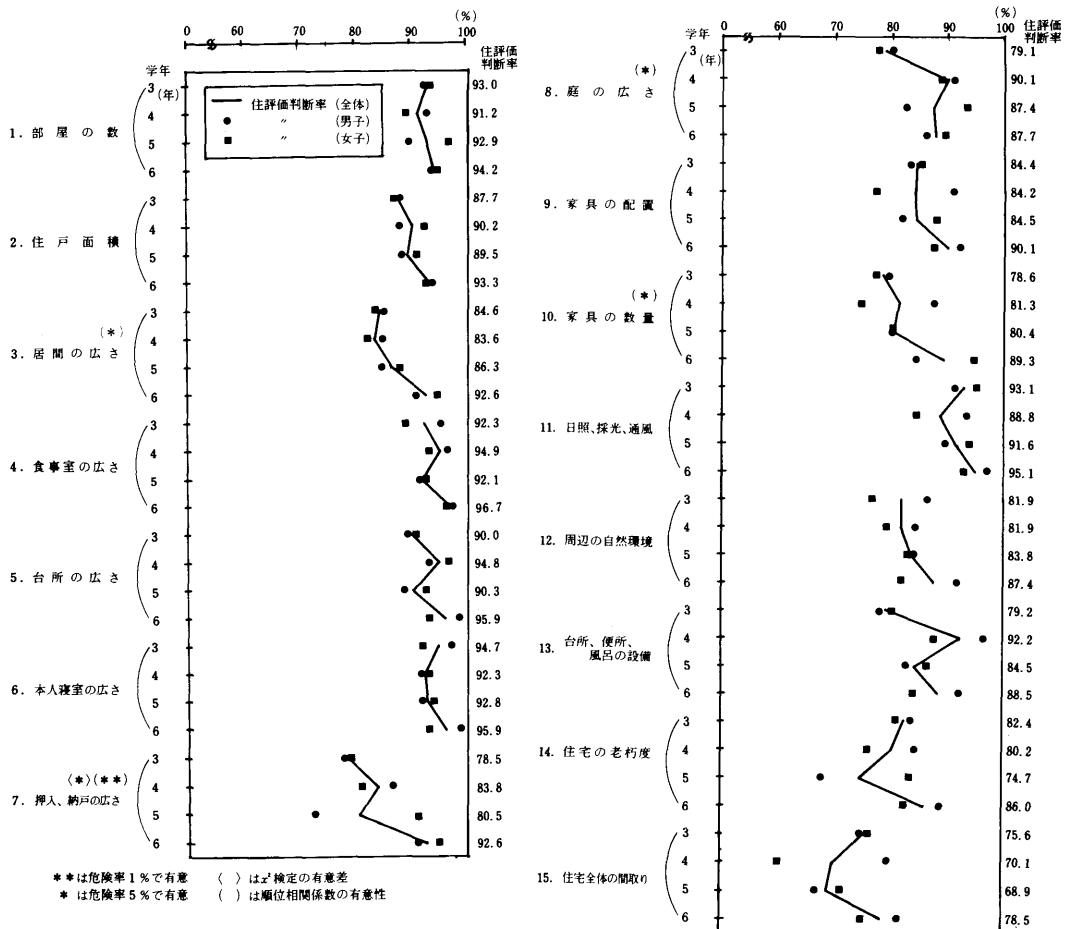 (%)
0 70 80 90 100
住評価
判断率
学年
(年)
住評価判断率(全体)
〃 (男子)
〃 (女子)
1. 部屋の数
3 93.0
4 91.2
5 92.9
6 94.2
2. 住戸面積
3 87.7
4 90.2
5 89.5
6 93.3
(*)
3. 居間の広さ
3 84.6
4 83.6
5 86.3
6 92.6
4. 食事室の広さ
3 92.3
4 94.9
5 92.1
6 96.7
5. 台所の広さ
3 90.0
4 94.8
5 90.3
6 95.9
6. 本人寝室の広さ
3 94.7
4 92.3
5 92.8
6 95.9
〈*〉(**)
7. 押入、納戸の広さ
3 78.5
4 83.8
5 80.5
6 92.6
**は危険率1%で有意 〈 〉はx²検定の有意差
*は危険率5%で有意 ( )は順位相関係数の有意性
(%)
0 70 80 90 100
住評価
判断率
(年)
(*)
8. 庭の広さ
3 79.1
4 90.1
5 87.4
6 87.7
9. 家具の配置
3 84.4
4 84.2
5 84.5
6 90.1
(*)
10. 家具の数量
3 78.6
4 81.3
5 80.4
6 89.3
11. 日照、採光、通風
3 93.1
4 88.8
5 91.6
6 95.1
12. 周辺の自然環境
3 81.9
4 81.9
5 83.8
6 87.4
13. 台所、便所、
風呂の設備
3 79.2
4 92.2
5 84.5
6 88.5
14. 住宅の老朽度
3 82.4
4 80.2
5 74.7
6 86.0
15. 住宅全体の間取り
3 75.6
4 70.1
5 68.9
6 78.5